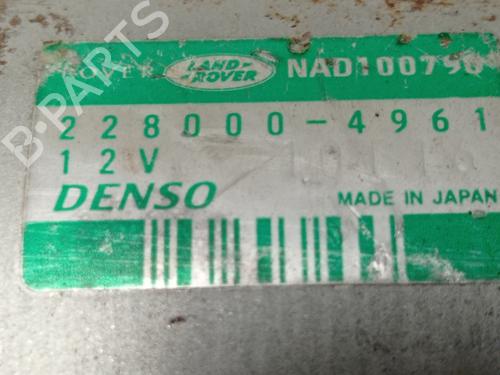 ROVER LAND-ROVER NAD100790
228000-4961
12V
DENSO
MADE IN JAPAN
B-PARTS